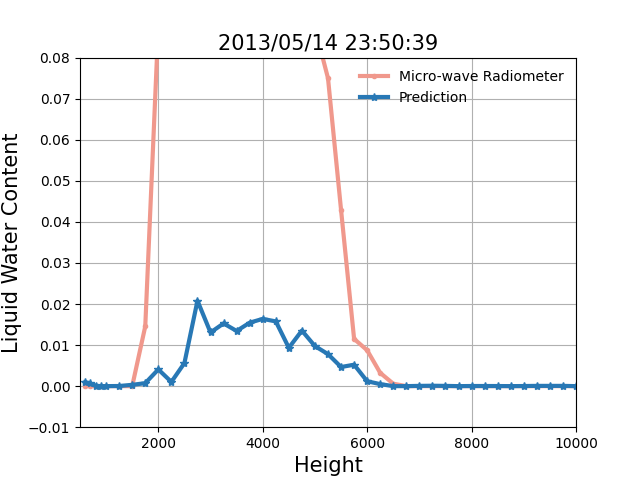 2013/05/14 23:50:39
0.08
0.07
0.06
0.05
0.04
0.03
0.02
0.01
0.00
−0.01
Liquid Water Content
Micro-wave Radiometer
Prediction
2000 4000 6000 8000 10000
Height